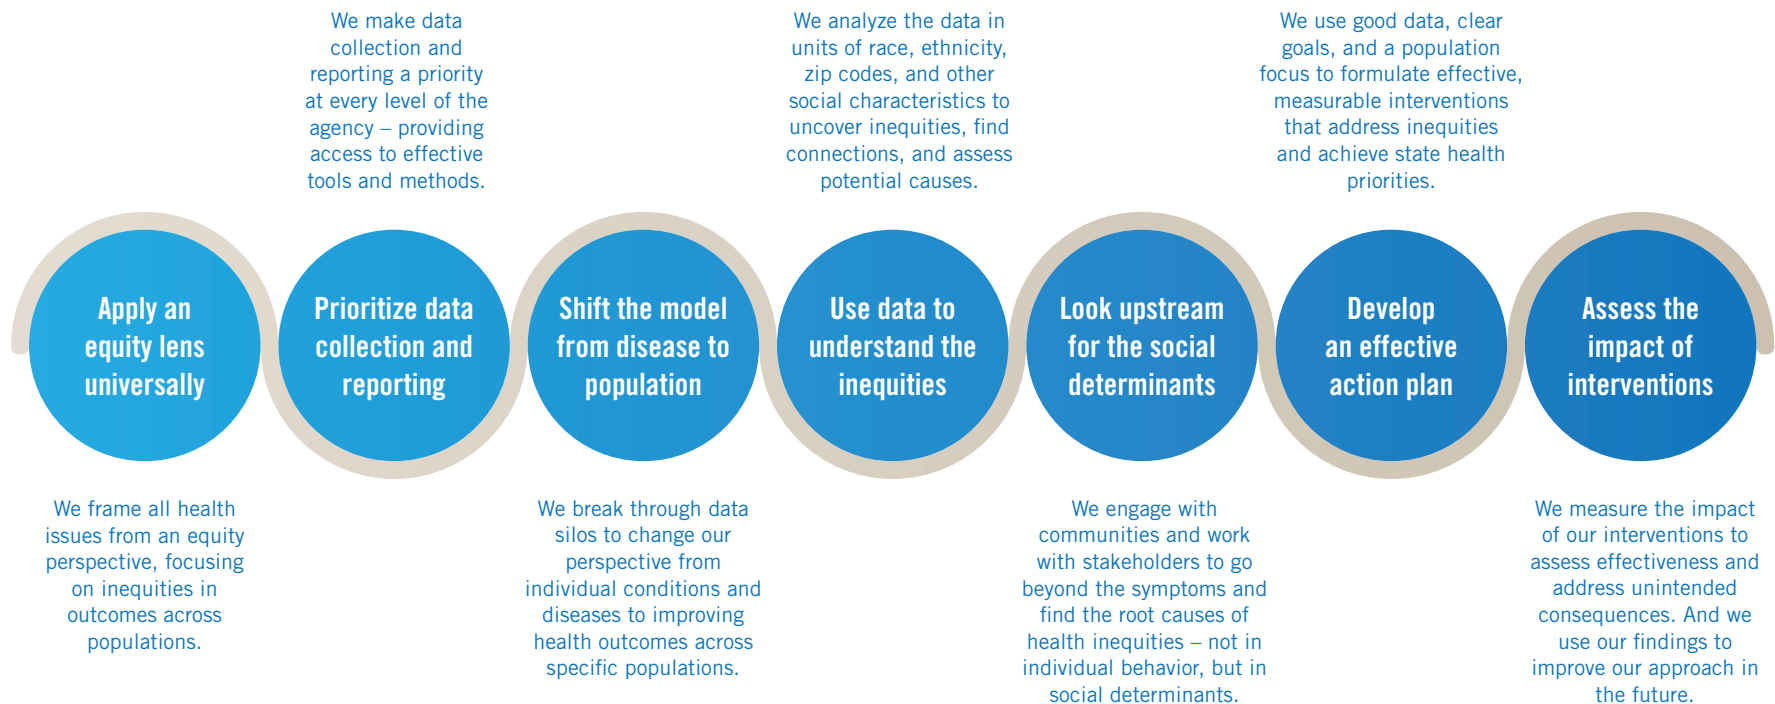 Apply an
equity lens
universally
We frame all health
issues from an equity
perspective, focusing
on inequities in
outcomes across
populations.
We make data
collection and
reporting a priority
at every level of the
agency – providing
access to effective
tools and methods.
Prioritize data
collection and
reporting
Shift the model
from disease to
population
We break through data
silos to change our
perspective from
individual conditions and
diseases to improving
health outcomes across
specific populations.
We analyze the data in
units of race, ethnicity,
zip codes, and other
social characteristics to
uncover inequities, find
connections, and assess
potential causes.
Use data to
understand the
inequities
Look upstream
for the social
determinants
We engage with
communities and work
with stakeholders to go
beyond the symptoms and
find the root causes of
health inequities – not in
individual behavior, but in
social determinants.
We use good data, clear
goals, and a population
focus to formulate effective,
measurable interventions
that address inequities
and achieve state health
priorities.
Develop
an effective
action plan
Assess the
impact of
interventions
We measure the impact
of our interventions to
assess effectiveness and
address unintended
consequences. And we
use our findings to
improve our approach in
the future.